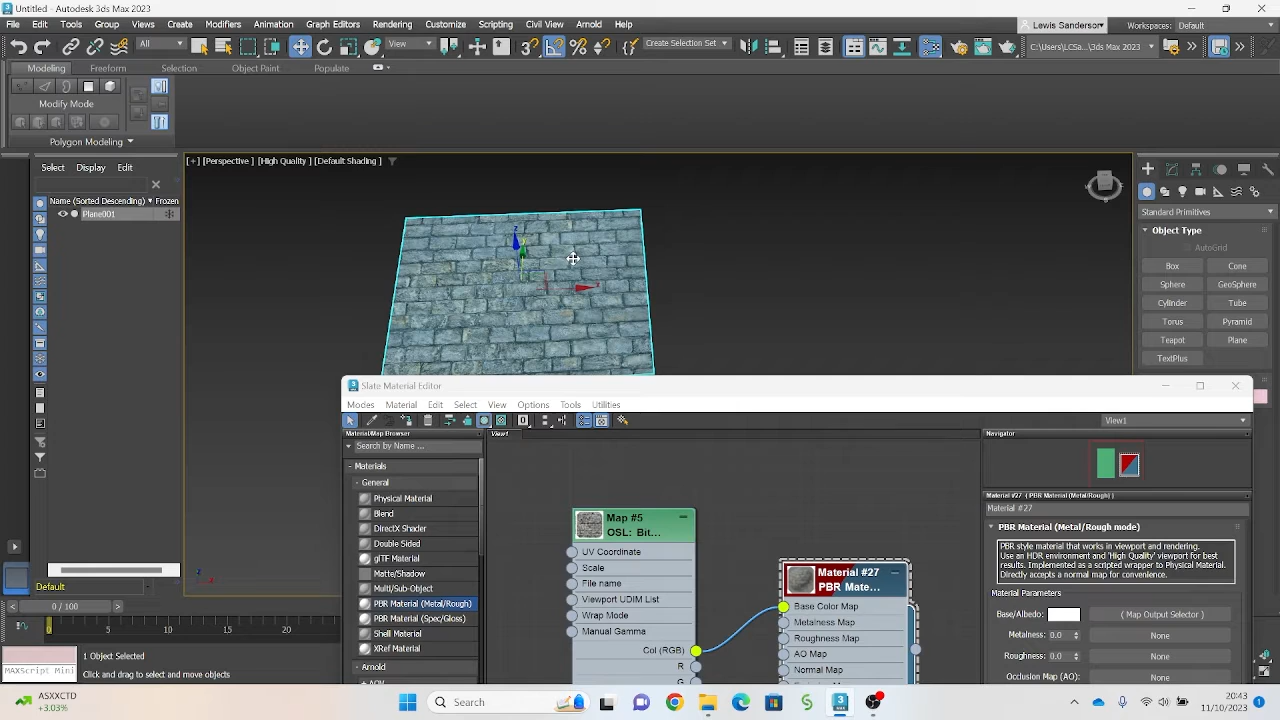 Untitled - Autodesk 3ds Max 2023
File Edit Tools Group Views Create Modifiers Animation Graph Editors Rendering Customize Scripting Civil View Arnold Help
Lewis Sanderson
Workspaces: Default
All
View
Create Selection Set
C:\Users\LCSa...\3ds Max 2023
Modeling Freeform Selection Object Paint Populate
Modify Mode
Polygon Modeling
Select Display Edit
Name (Sorted Descending) Frozen
Plane001
[+] [Perspective] [High Quality] [Default Shading]
Standard Primitives
Object Type
AutoGrid
Box Cone
Sphere GeoSphere
Cylinder Tube
Torus Pyramid
Teapot Plane
TextPlus
Slate Material Editor
Modes Material Edit Select View Options Tools Utilities
View1
Material/Map Browser
View1
Navigator
Search by Name ...
- Materials
- General
Physical Material
Blend
DirectX Shader
Double Sided
glTF Material
Matte/Shadow
Multi/Sub-Object
PBR Material (Metal/Rough)
PBR Material (Spec/Gloss)
Shell Material
XRef Material
- Arnold
Map #5
OSL: Bit...
UV Coordinate
Scale
File name
Viewport UDIM List
Wrap Mode
Manual Gamma
Col (RGB)
R
G
Material #27
PBR Mate...
Base Color Map
Metalness Map
Roughness Map
AO Map
Normal Map
Material #27 ( PBR Material (Metal/Rough) )
Material #27
PBR Material (Metal/Rough mode)
PBR style material that works in viewport and rendering.
Use an HDR environment and 'High Quality' viewport for best
results. Implemented as scripted wrapper to Physical Material.
Directly accepts a normal map for convenience.
Material Parameters
Base/Albedo: ( Map Output Selector )
Metalness: 0.0 None
Roughness: 0.0 None
Occlusion Map (AO): None
Default
0 / 100
0 5 10 15 20
MAXScript Mini
1 Object Selected
Click and drag to select and move objects
ASXXCTD
+3.03%
Search
20:43
11/10/2023